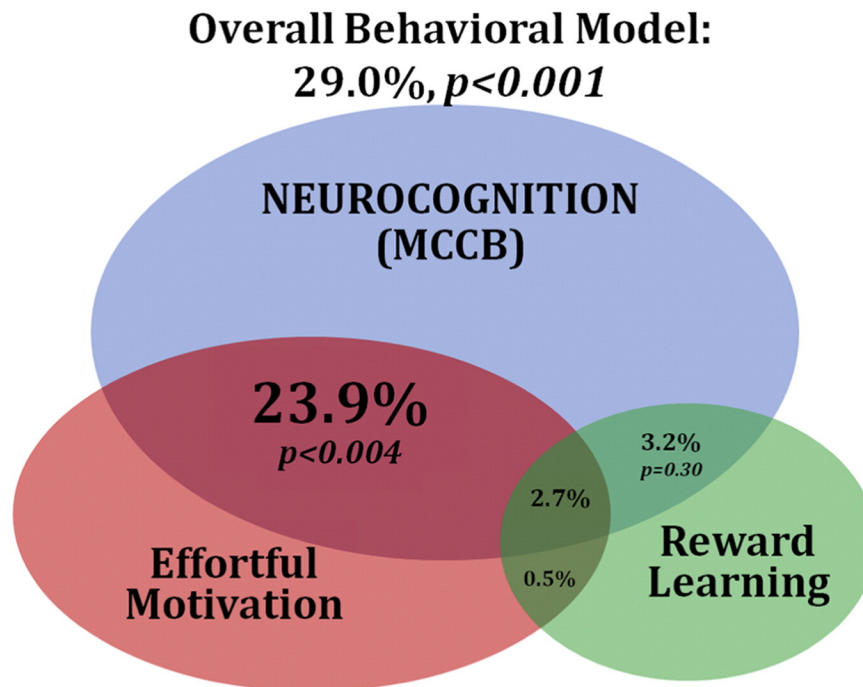 Overall Behavioral Model:
29.0%, p<0.001
NEUROCOGNITION
(MCCB)
23.9%
p<0.004
3.2%
p=0.30
2.7%
0.5%
Effortful
Motivation
Reward
Learning